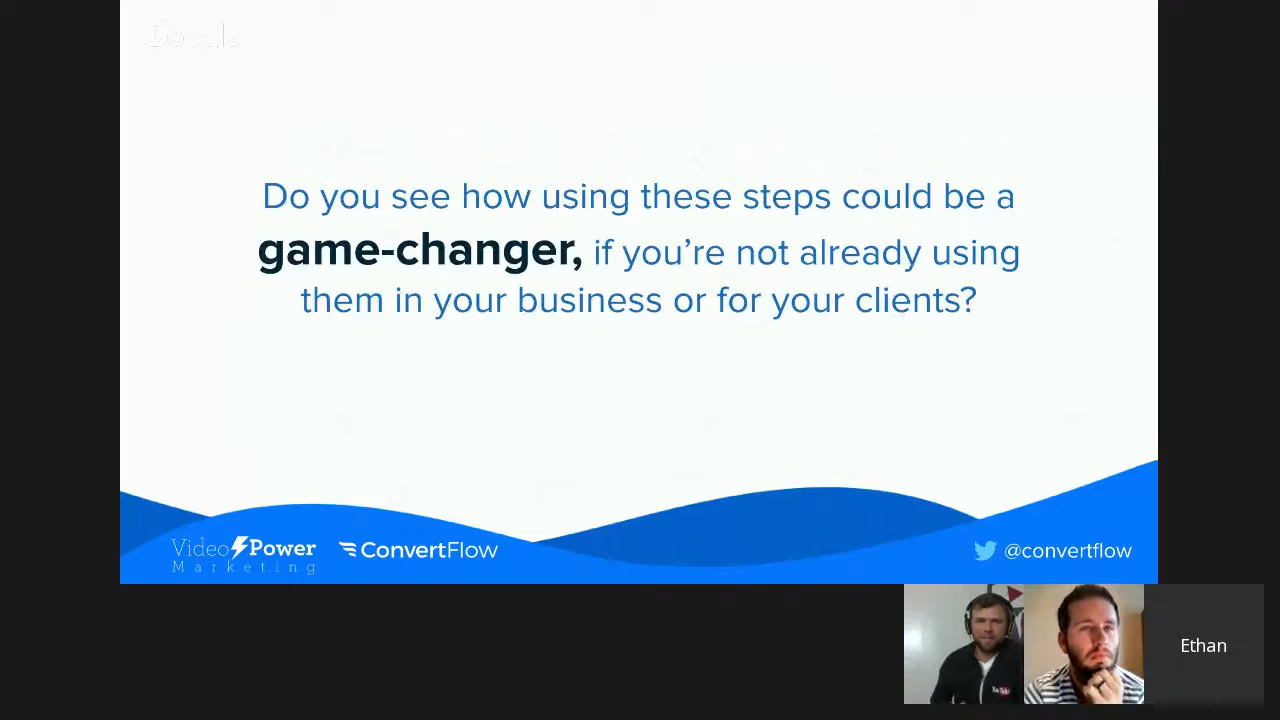 Do you see how using these steps could be a
game-changer, if you’re not already using
them in your business or for your clients?
Video Power
Marketing
ConvertFlow
@convertflow
Ethan